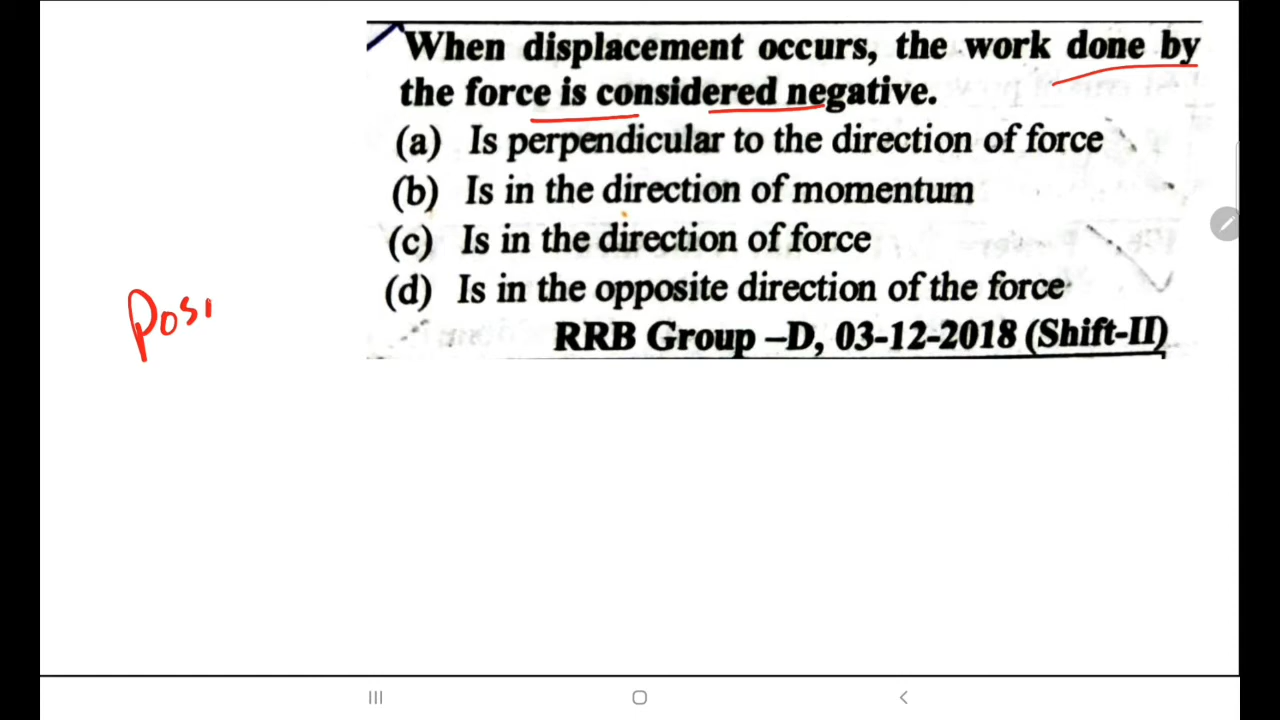 When displacement occurs, the work done by
the force is considered negative.
(a) Is perpendicular to the direction of force
(b) Is in the direction of momentum
(c) Is in the direction of force
(d) Is in the opposite direction of the force
RRB Group –D, 03-12-2018 (Shift-II)
Posi